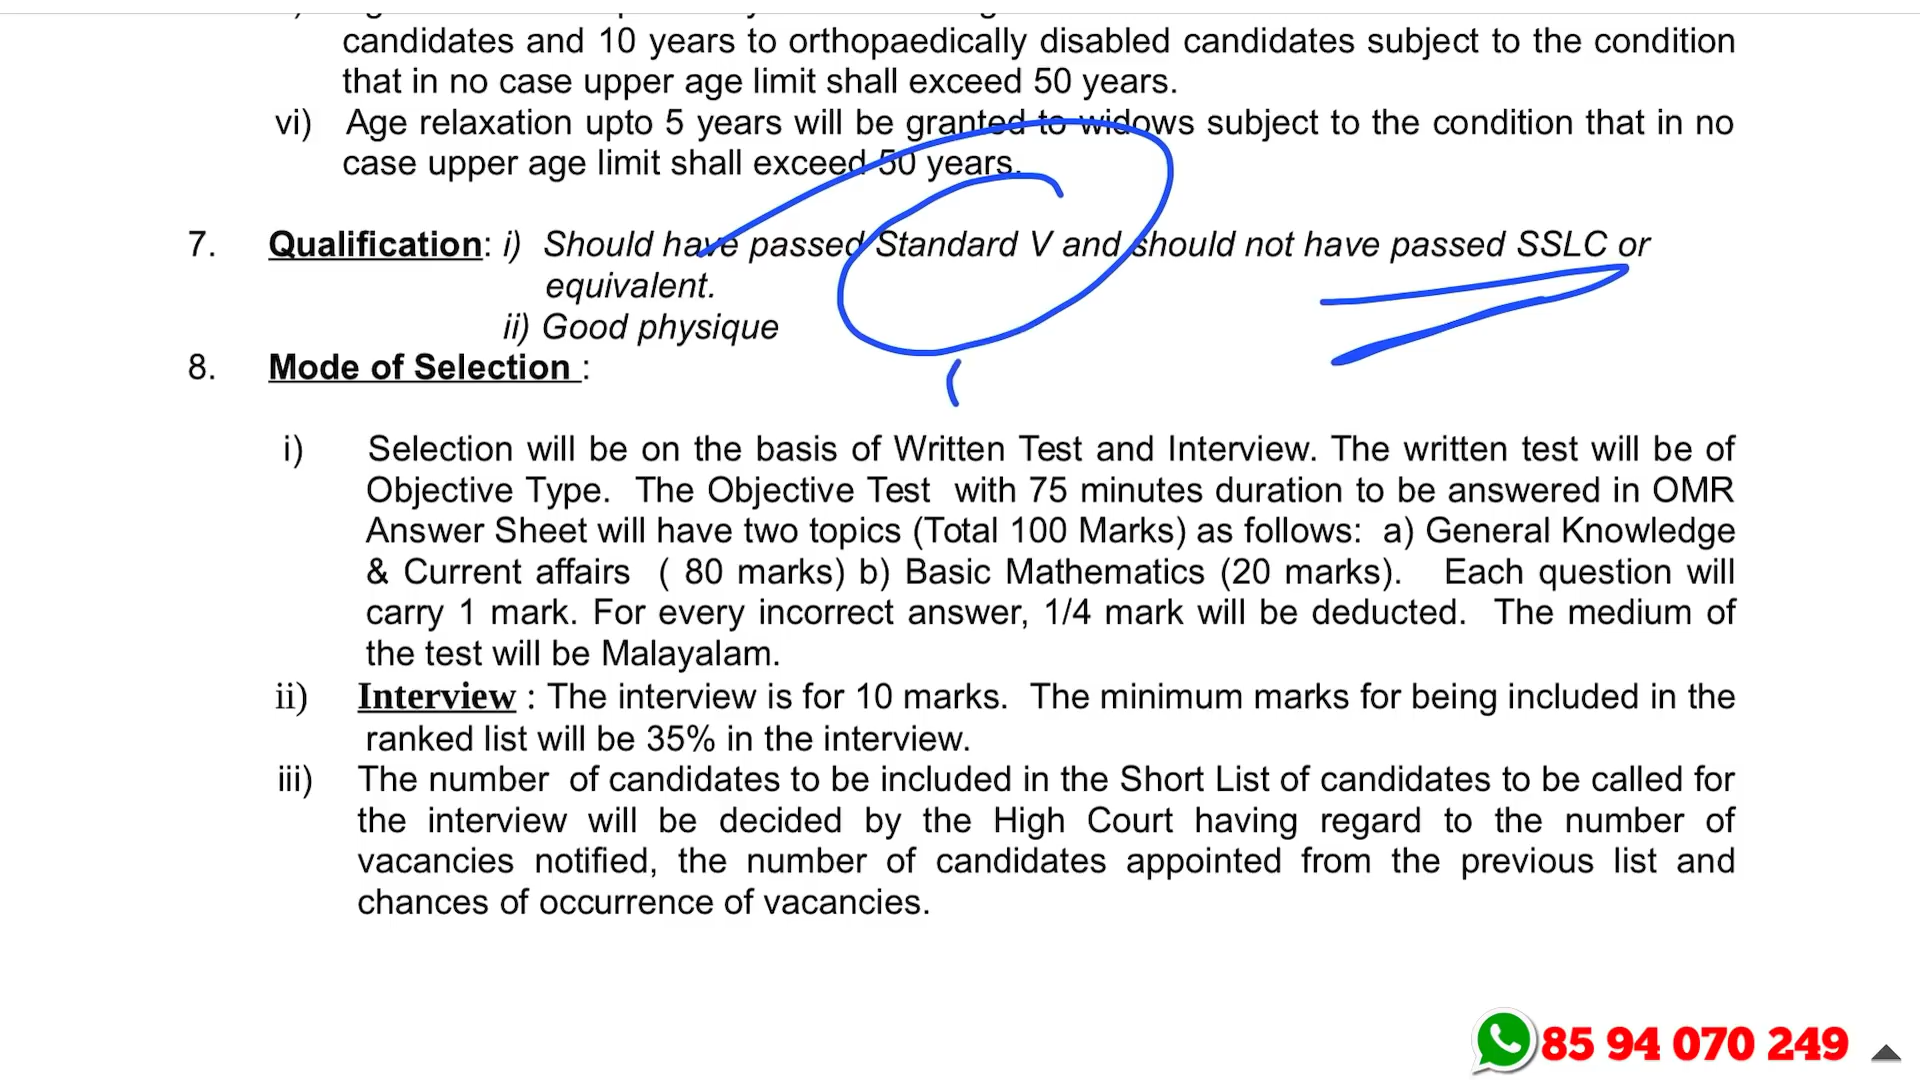 candidates and 10 years to orthopaedically disabled candidates subject to the condition
that in no case upper age limit shall exceed 50 years.
vi) Age relaxation upto 5 years will be granted to widows subject to the condition that in no
case upper age limit shall exceed 50 years.
7. Qualification: i) Should have passed Standard V and should not have passed SSLC or
equivalent.
ii) Good physique
8. Mode of Selection :
i) Selection will be on the basis of Written Test and Interview. The written test will be of
Objective Type. The Objective Test with 75 minutes duration to be answered in OMR
Answer Sheet will have two topics (Total 100 Marks) as follows: a) General Knowledge
& Current affairs ( 80 marks) b) Basic Mathematics (20 marks). Each question will
carry 1 mark. For every incorrect answer, 1/4 mark will be deducted. The medium of
the test will be Malayalam.
ii) Interview : The interview is for 10 marks. The minimum marks for being included in the
ranked list will be 35% in the interview.
iii) The number of candidates to be included in the Short List of candidates to be called for
the interview will be decided by the High Court having regard to the number of
vacancies notified, the number of candidates appointed from the previous list and
chances of occurrence of vacancies.
85 94 070 249